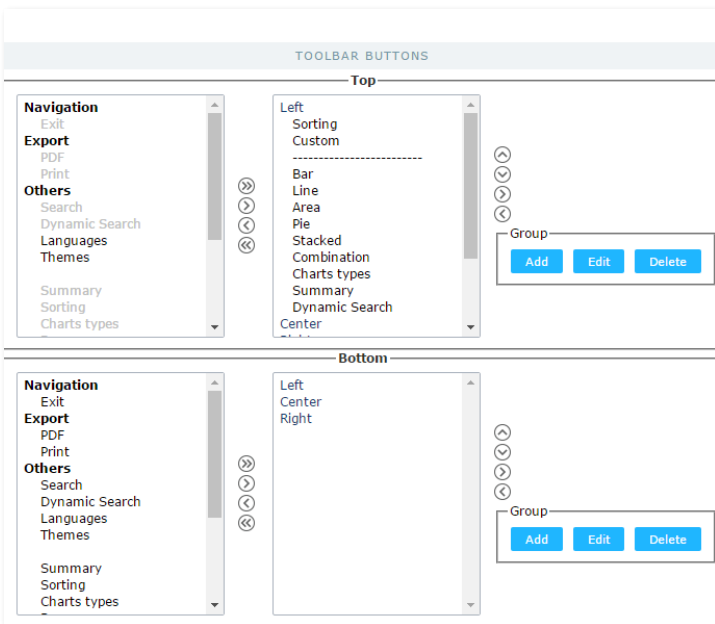 TOOLBAR BUTTONS
Top
Navigation
Exit
Export
PDF
Print
Others
Search
Dynamic Search
Languages
Themes
Summary
Sorting
Charts types
Left
Sorting
Custom
-------------------------
Bar
Line
Area
Pie
Stacked
Combination
Charts types
Summary
Dynamic Search
Center
Group
Add Edit Delete
Bottom
Navigation
Exit
Export
PDF
Print
Others
Search
Dynamic Search
Languages
Themes
Summary
Sorting
Charts types
Left
Center
Right
Group
Add Edit Delete